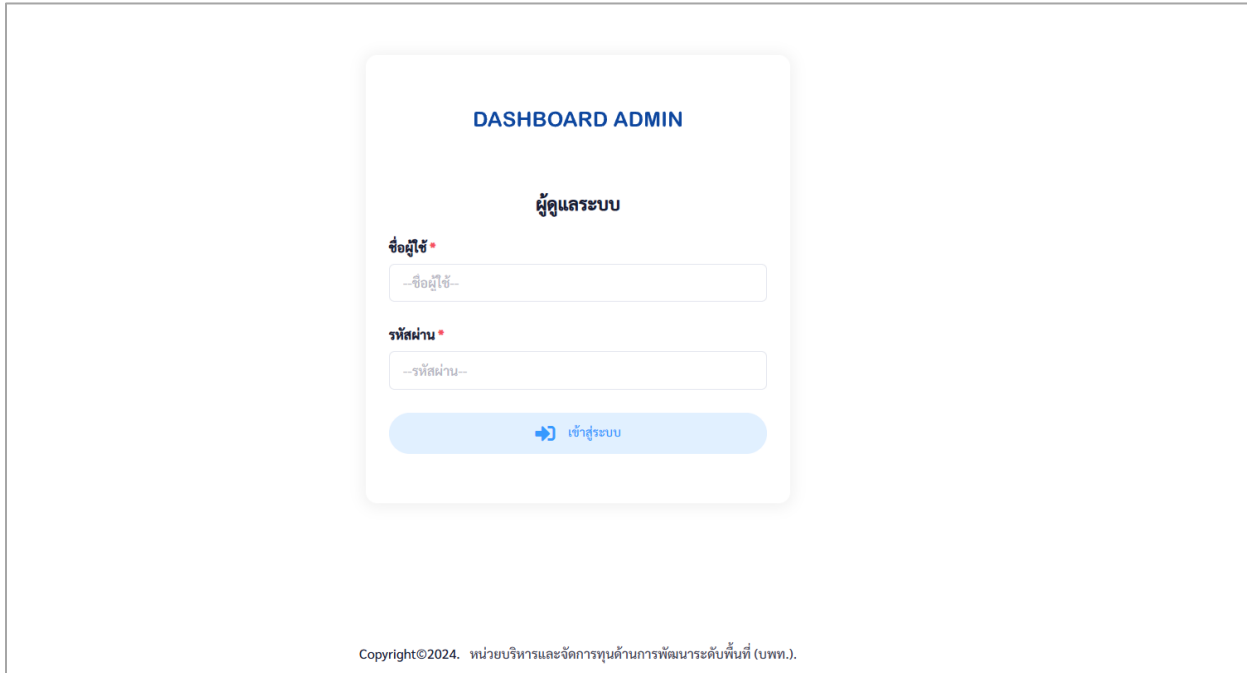 DASHBOARD ADMIN
ผู้ดูแลระบบ
ชื่อผู้ใช้ *
--ชื่อผู้ใช้--
รหัสผ่าน *
--รหัสผ่าน--
เข้าสู่ระบบ
Copyright©2024. หน่วยบริหารและจัดการทุนด้านการพัฒนาระดับพื้นที่ (บพท.).